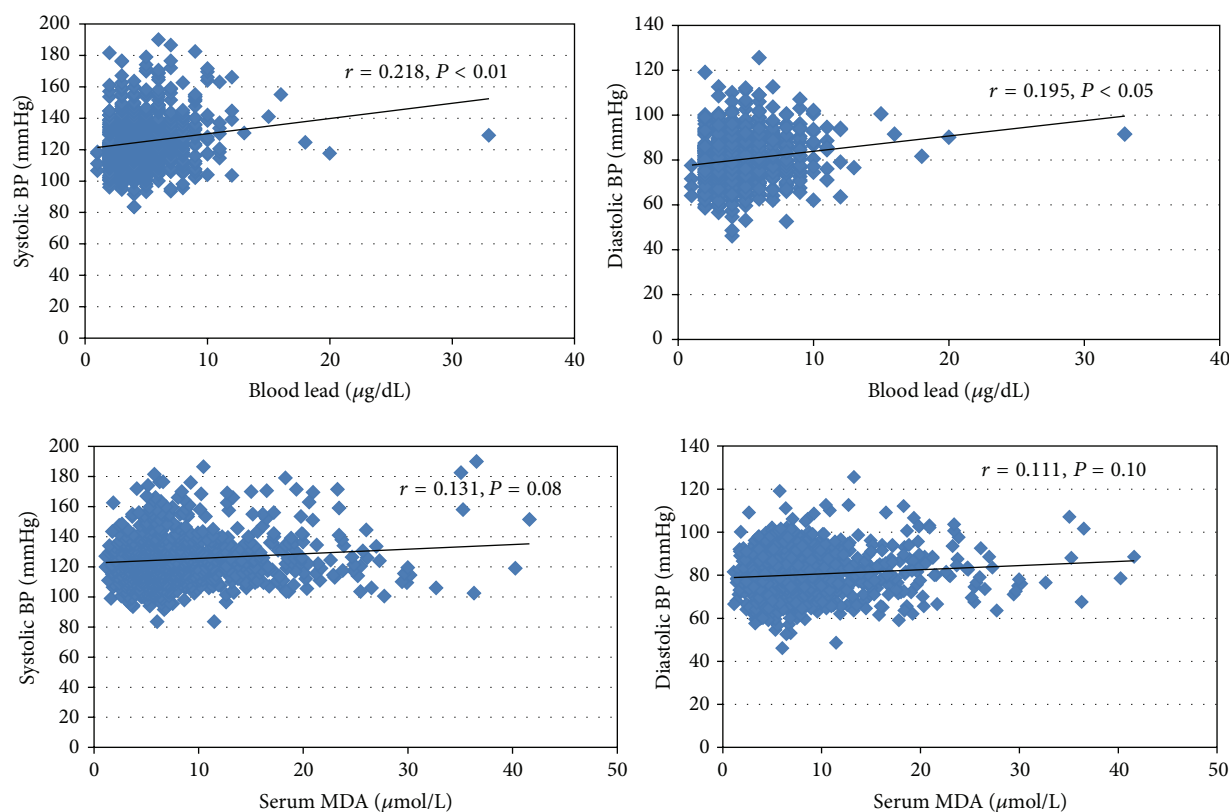 200
180
160
140
120
100
80
60
40
20
0
Systolic BP (mmHg)
r = 0.218, P < 0.01
0 10 20 30 40
Blood lead (μg/dL)
140
120
100
80
60
40
20
0
Diastolic BP (mmHg)
r = 0.195, P < 0.05
0 10 20 30 40
Blood lead (μg/dL)
200
180
160
140
120
100
80
60
40
20
0
Systolic BP (mmHg)
r = 0.131, P = 0.08
0 10 20 30 40 50
Serum MDA (μmol/L)
140
120
100
80
60
40
20
0
Diastolic BP (mmHg)
r = 0.111, P = 0.10
0 10 20 30 40 50
Serum MDA (μmol/L)